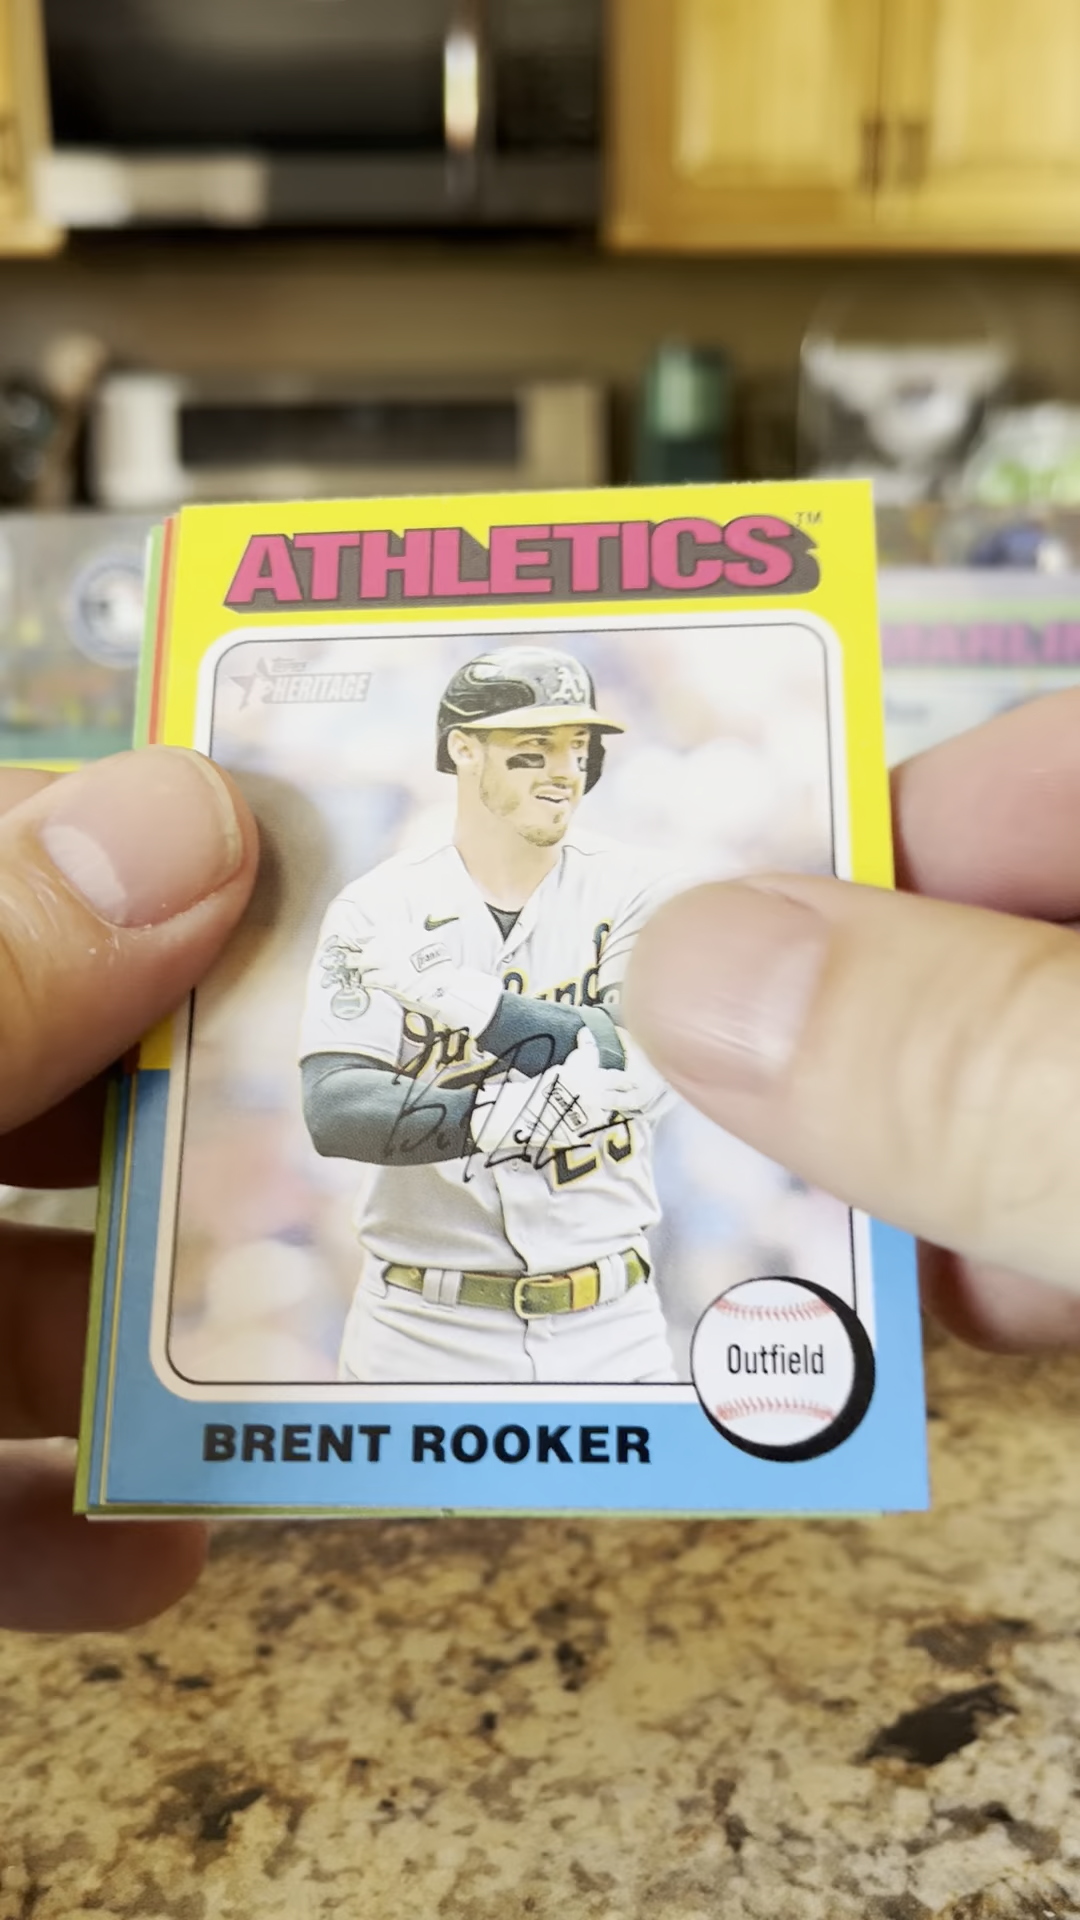 ATHLETICS™
Topps
HERITAGE
Outfield
BRENT ROOKER